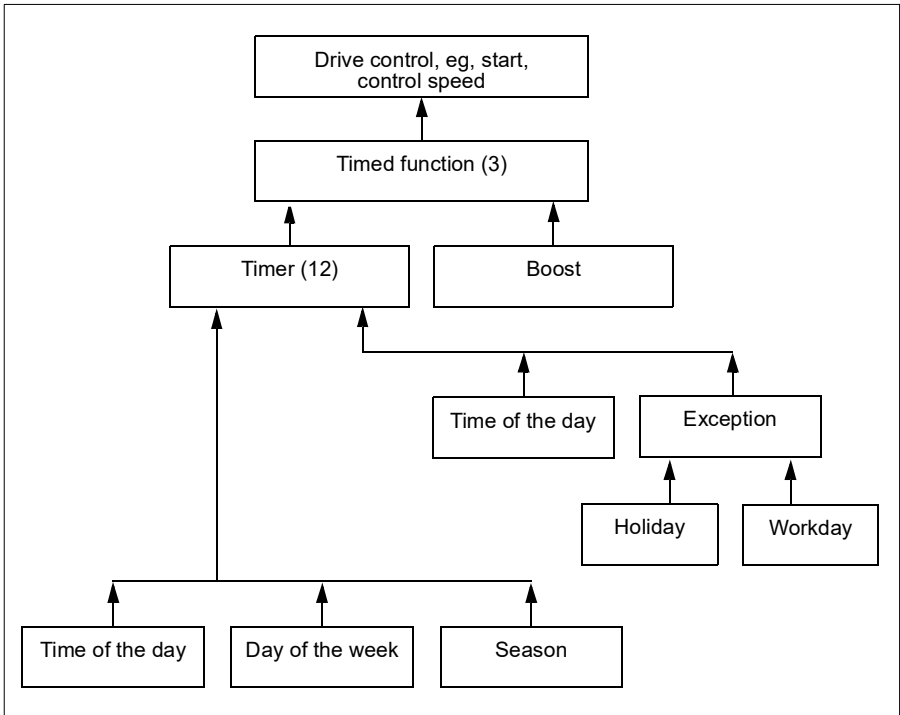 Drive control, eg, start,
control speed
Timed function (3)
Timer (12)
Boost
Time of the day
Exception
Holiday
Workday
Time of the day
Day of the week
Season